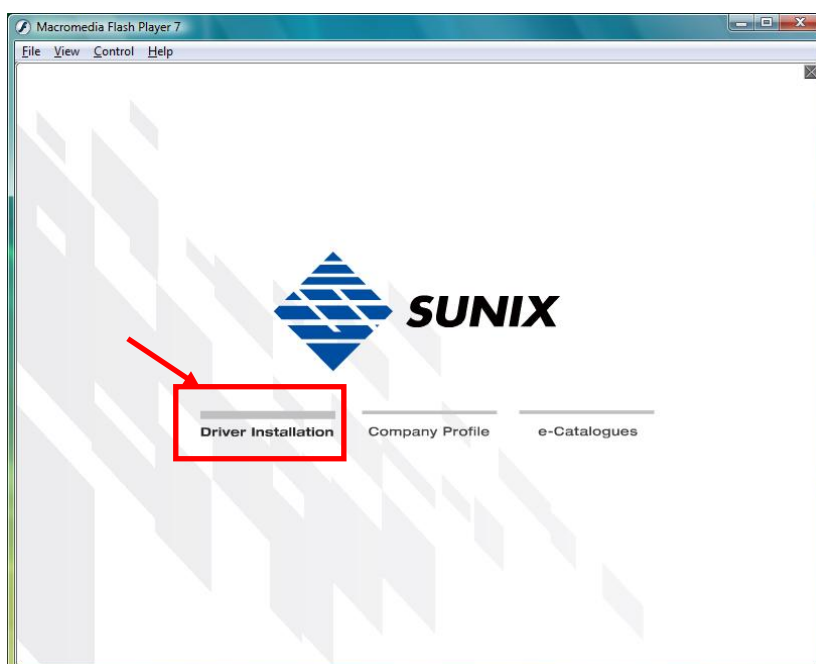 Macromedia Flash Player 7
File View Control Help
SUNIX
Driver Installation Company Profile e-Catalogues